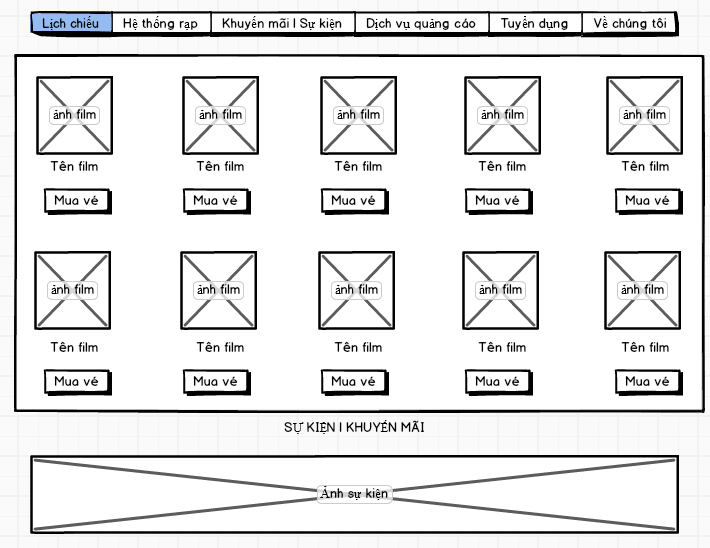 Lịch chiếu Hệ thống rạp Khuyến mãi I Sự kiện Dịch vụ quảng cáo Tuyển dụng Về chúng tôi
ảnh film ảnh film ảnh film ảnh film ảnh film
Tên film Tên film Tên film Tên film Tên film
Mua vé Mua vé Mua vé Mua vé Mua vé
ảnh film ảnh film ảnh film ảnh film ảnh film
Tên film Tên film Tên film Tên film Tên film
Mua vé Mua vé Mua vé Mua vé Mua vé
SỰ KIỆN I KHUYẾN MÃI
Ảnh sự kiện